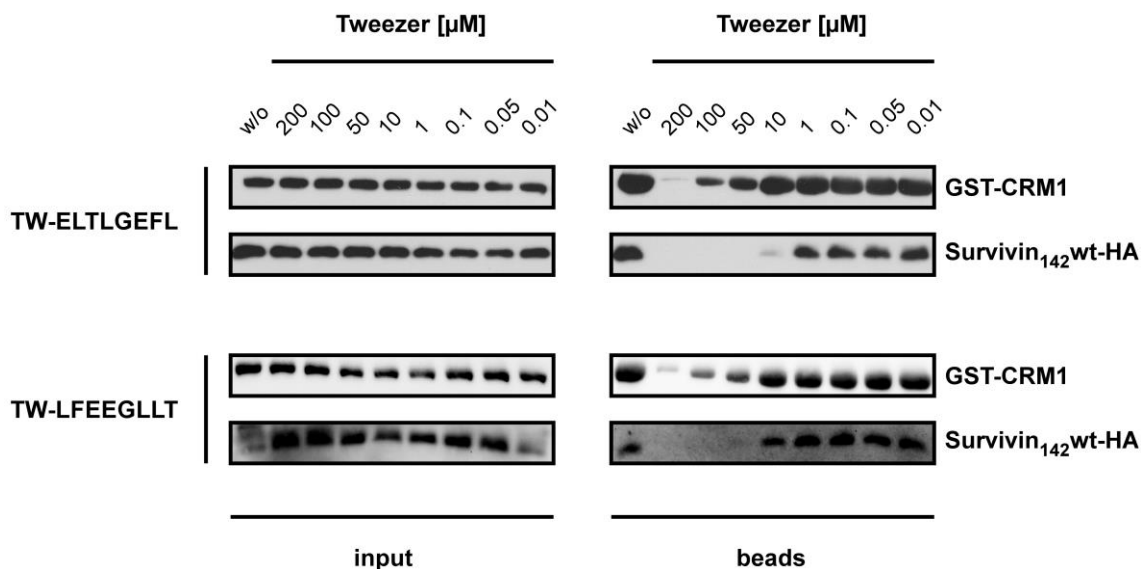 Tweezer [µM] Tweezer [µM]
w/o 200 100 50 10 1 0.1 0.05 0.01 w/o 200 100 50 10 1 0.1 0.05 0.01
GST-CRM1
TW-ELTLGEFL
Survivin₁₄₂wt-HA
GST-CRM1
TW-LFEEGLLT
Survivin₁₄₂wt-HA
input beads